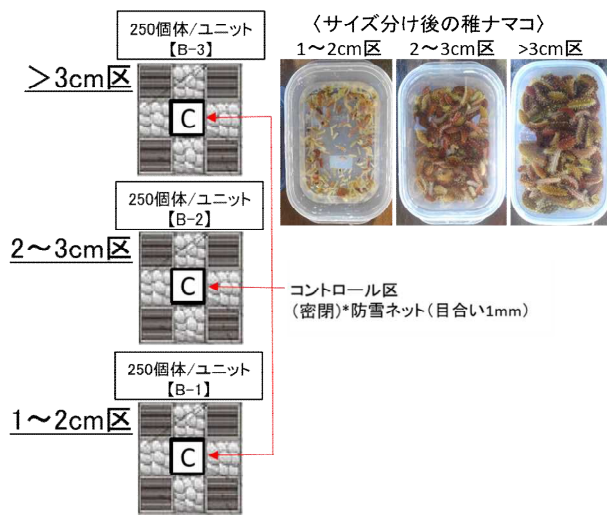 250個体/ユニット
【B-3】
＞3cm区
C
〈サイズ分け後の稚ナマコ〉
1～2cm区
2～3cm区
>3cm区
250個体/ユニット
【B-2】
2～3cm区
C
コントロール区
(密閉)*防雪ネット(目合い1mm)
250個体/ユニット
【B-1】
1～2cm区
C